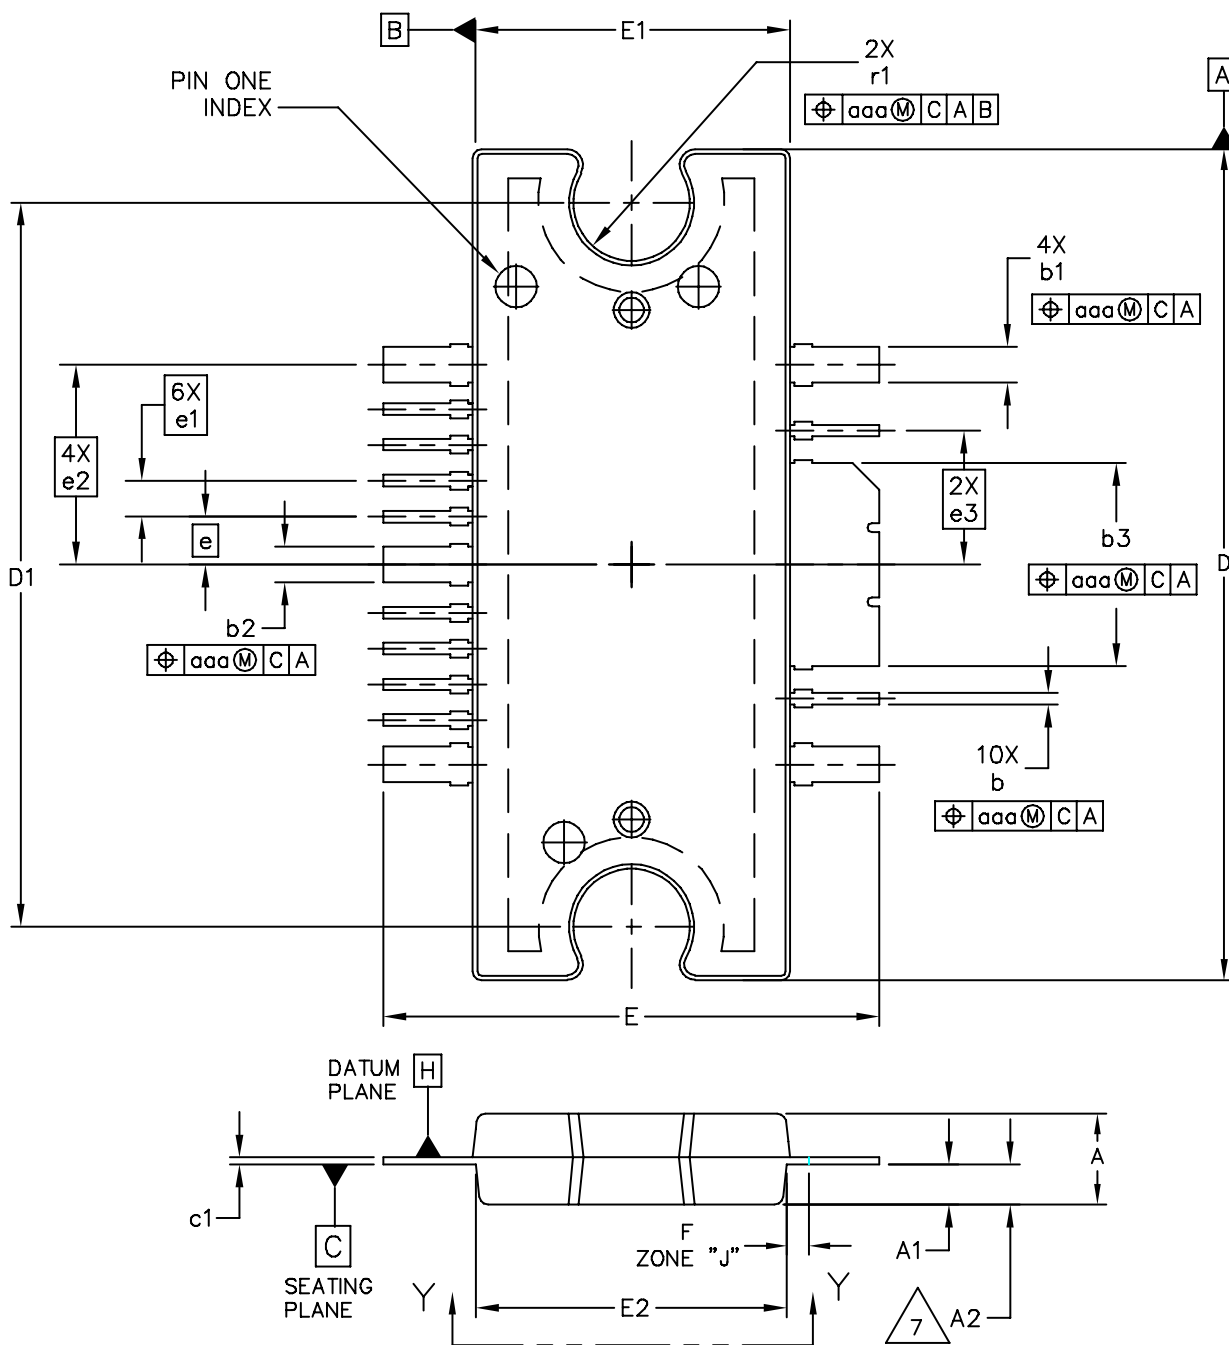 B
E1
2X
r1
⌖ aaa Ⓜ C A B
A
PIN ONE
INDEX
4X
b1
⌖ aaa Ⓜ C A
6X
e1
4X
e2
2X
e3
e
b3
⌖ aaa Ⓜ C A
D1
D
b2
⌖ aaa Ⓜ C A
10X
b
⌖ aaa Ⓜ C A
E
DATUM
PLANE
H
A
c1
C
SEATING
PLANE
F
ZONE "J"
A1
Y
Y
E2
7
A2